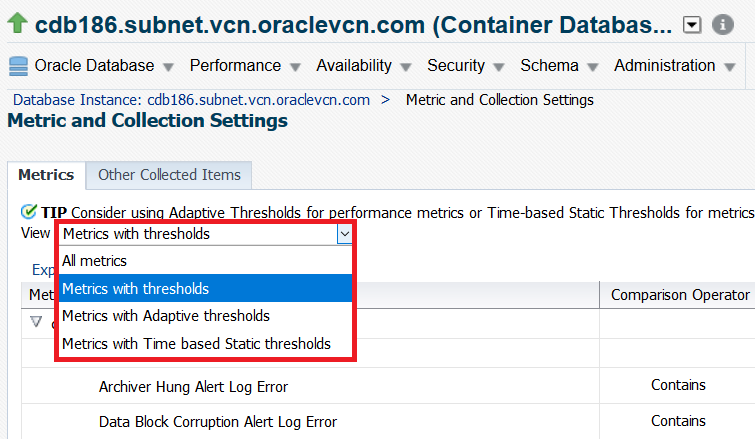 cdb186.subnet.vcn.oraclevcn.com (Container Databas...
Oracle Database Performance Availability Security Schema Administration
Database Instance: cdb186.subnet.vcn.oraclevcn.com > Metric and Collection Settings
Metric and Collection Settings
Metrics Other Collected Items
TIP Consider using Adaptive Thresholds for performance metrics or Time-based Static Thresholds for metrics
View Metrics with thresholds
All metrics
Exp
Metrics with thresholds
Met Comparison Operator
Metrics with Adaptive thresholds
Metrics with Time based Static thresholds
Archiver Hung Alert Log Error Contains
Data Block Corruption Alert Log Error Contains